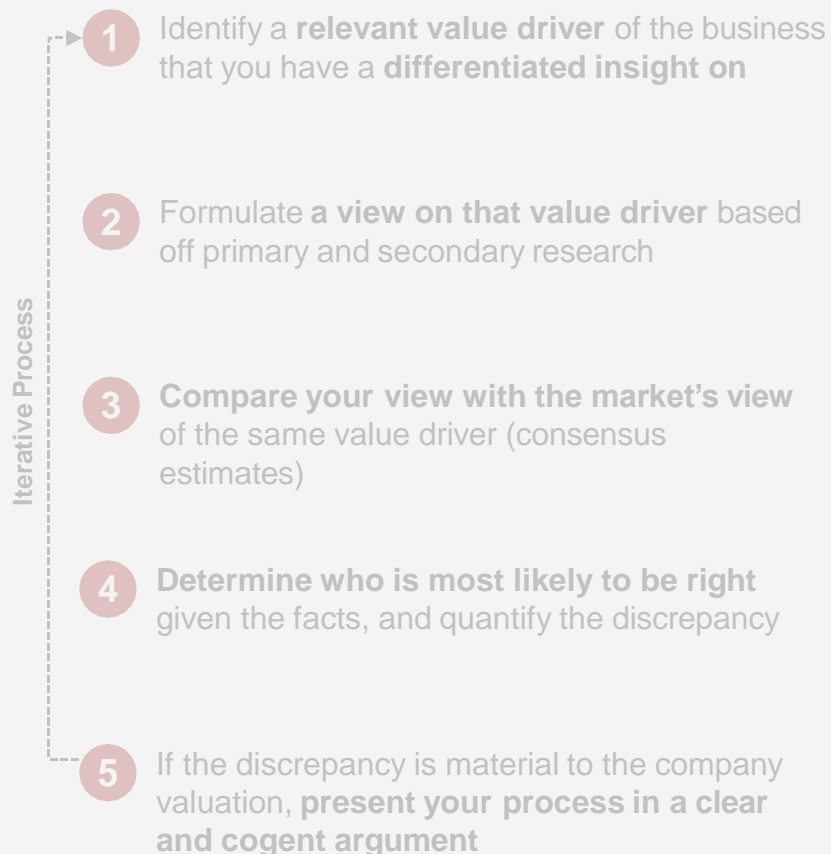 1 Identify a relevant value driver of the business
that you have a differentiated insight on
2 Formulate a view on that value driver based
off primary and secondary research
Iterative Process
3 Compare your view with the market's view
of the same value driver (consensus
estimates)
4 Determine who is most likely to be right
given the facts, and quantify the discrepancy
5 If the discrepancy is material to the company
valuation, present your process in a clear
and cogent argument